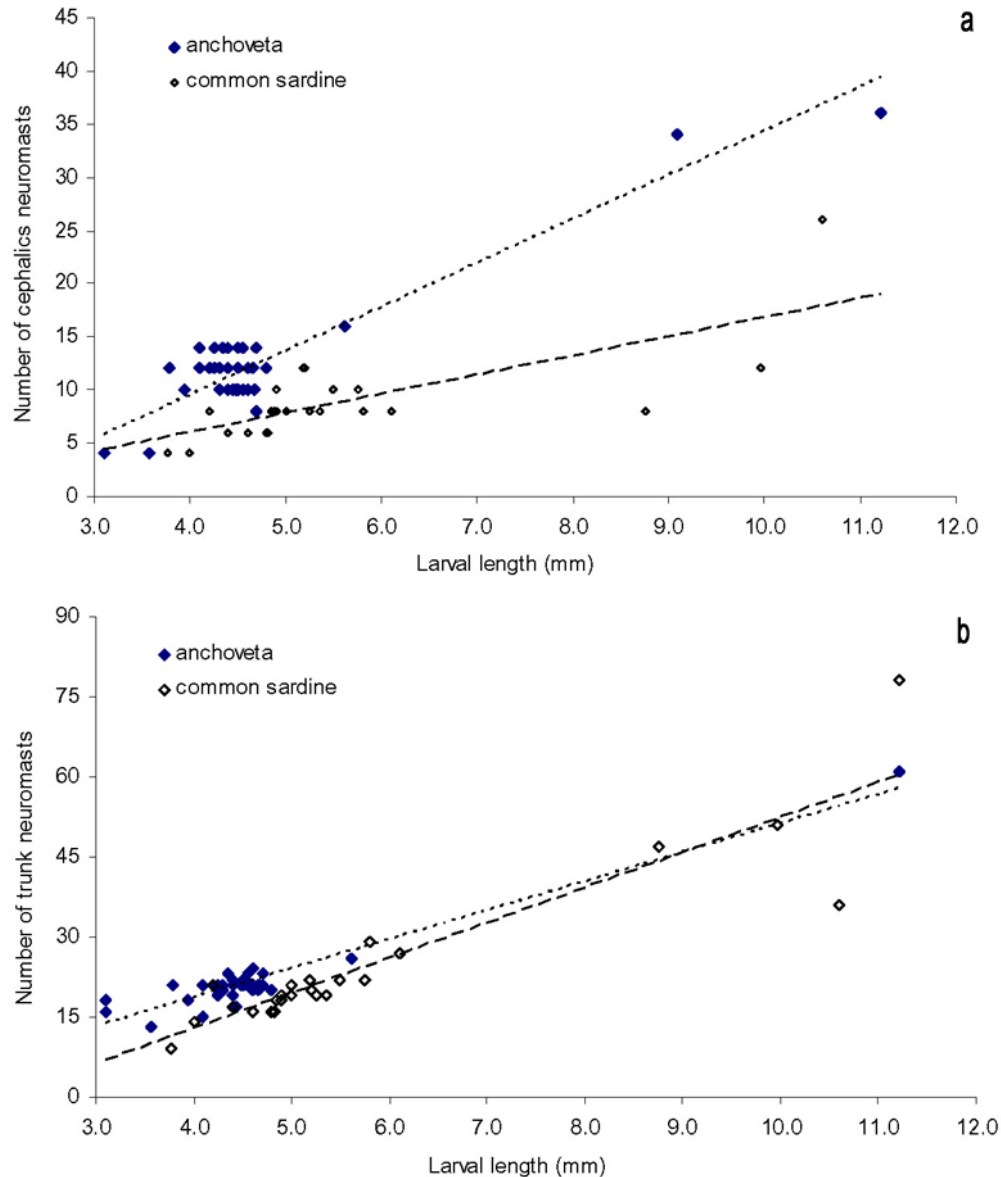 a
45
40
35
30
25
20
15
10
5
0
anchoveta
common sardine
Number of cephalics neuromasts
3.0 4.0 5.0 6.0 7.0 8.0 9.0 10.0 11.0 12.0
Larval length (mm)
b
90
75
60
45
30
15
0
anchoveta
common sardine
Number of trunk neuromasts
3.0 4.0 5.0 6.0 7.0 8.0 9.0 10.0 11.0 12.0
Larval length (mm)